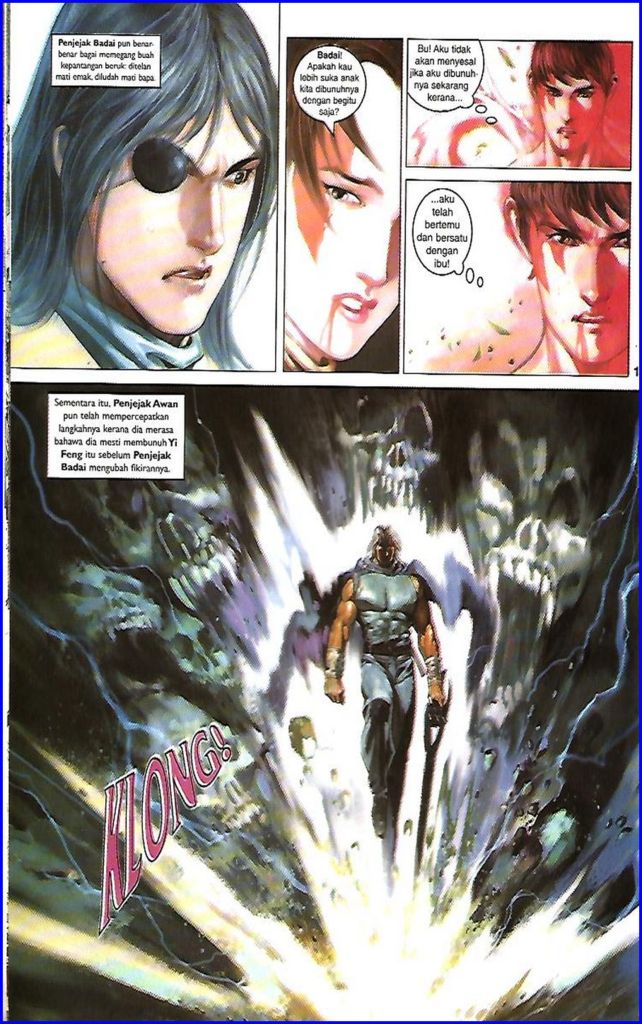 Penjejak Badai pun benar-
benar bagai memegang buah
kepantangan beruk: ditelan
mati emak, diludah mati bapa.
Badai!
Apakah kau
lebih suka anak
kita dibunuhnya
dengan begitu
saja?
Bu! Aku tidak
akan menyesal
jika aku dibunuh-
nya sekarang
kerana...
...aku
telah
bertemu
dan bersatu
dengan
ibu!
1
Sementara itu, Penjejak Awan
pun telah mempercepatkan
langkahnya kerana dia merasa
bahawa dia mesti membunuh Yi
Feng itu sebelum Penjejak
Badai mengubah fikirannya.
KLONG!